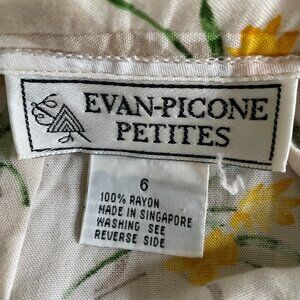 EVAN-PICONE
PETITES
6
100% RAYON
MADE IN SINGAPORE
WASHING SEE
REVERSE SIDE